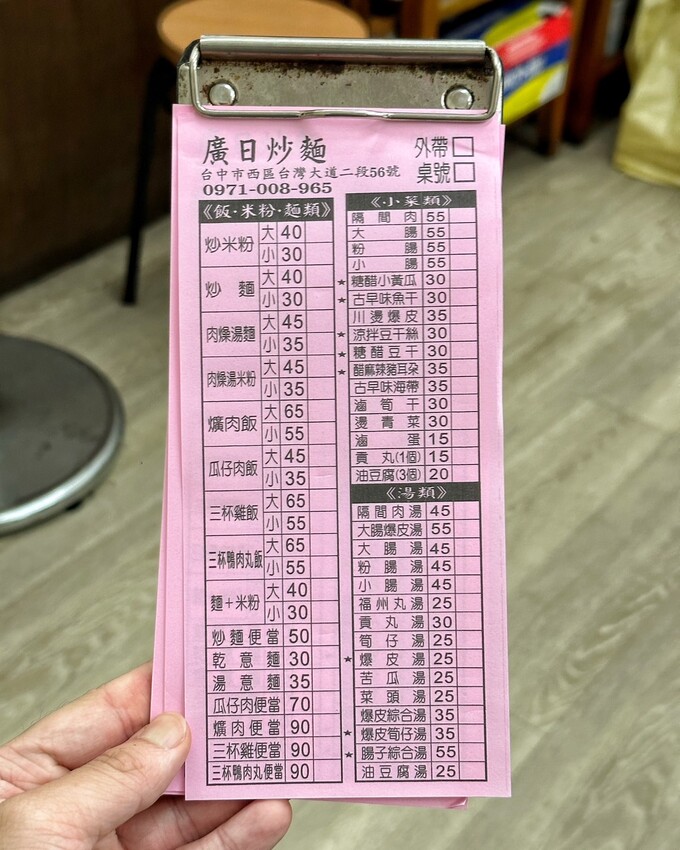 廣日炒麵
外帶
台中市西區台灣大道二段56號
桌號
0971-008-965
《飯·米粉·麵類》
炒米粉 大 40
小 30
炒麵 大 40
小 30
肉燥湯麵 大 45
小 35
肉燥湯米粉 大 45
小 35
爌肉飯 大 65
小 55
瓜仔肉飯 大 45
小 35
三杯雞飯 大 65
小 55
三杯鴨肉丸飯 大 65
小 55
麵+米粉 大 40
小 30
炒麵便當 50
乾意麵 30
湯意麵 35
瓜仔肉便當 70
爌肉便當 90
三杯雞便當 90
三杯鴨肉丸便當 90
《小菜類》
隔間肉 55
大腸 55
粉腸 55
小腸 55
★糖醋小黃瓜 30
★古早味魚干 30
川燙爆皮 35
★涼拌豆干絲 30
★糖醋豆干 30
★醋麻辣豬耳朵 35
古早味海帶 35
滷筍干 30
燙青菜 30
滷蛋 15
貢丸(1個) 15
油豆腐(3個) 20
《湯類》
隔間肉湯 45
大腸爆皮湯 55
大腸湯 45
粉腸湯 45
小腸湯 45
福州丸湯 25
貢丸湯 30
筍仔湯 25
★爆皮湯 25
苦瓜湯 25
菜頭湯 25
爆皮綜合湯 35
★爆皮筍仔湯 35
★腸子綜合湯 55
油豆腐湯 25